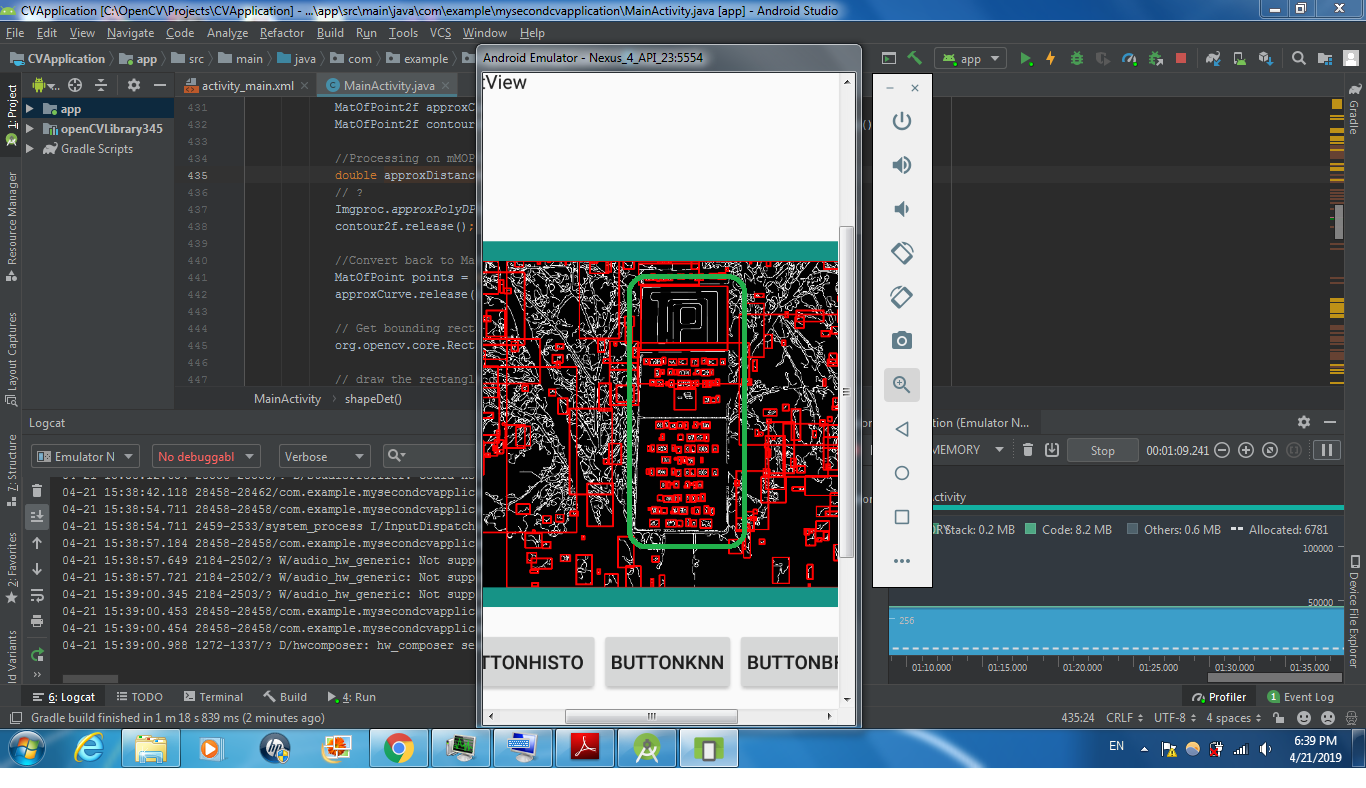 CVApplication [C:\OpenCV\Projects\CVApplication] - ...\app\src\main\java\com\example\mysecondcvapplication\MainActivity.java [app] - Android Studio
File Edit View Navigate Code Analyze Refactor Build Run Tools VCS Window Help
CVApplication app src main java com example
app
Android Emulator - Nexus_4_API_23:5554
activity_main.xml MainActivity.java
1: Project
Resource Manager
Layout Captures
7: Structure
2: Favorites
ld Variants
app
openCVLibrary345
Gradle Scripts
431 MatOfPoint2f approxC
432 MatOfPoint2f contour ()
433
434 //Processing on mMOP
435 double approxDistanc
436 // ?
437 Imgproc.approxPolyDP
438 contour2f.release();
439
440 //Convert back to Ma
441 MatOfPoint points =
442 approxCurve.release(
443
444 // Get bounding rect
445 org.opencv.core.Rect
446
447 // draw the rectangl
MainActivity shapeDet()
tView
TTONHISTO BUTTONKNN BUTTONBR
Gradle
Device File Explorer
Logcat
Emulator N No debuggabl Verbose
04-21 15:38:42.118 28458-28462/com.example.mysecondcvapplic
04-21 15:38:54.711 28458-28458/com.example.mysecondcvapplic
04-21 15:38:54.711 2459-2533/system_process I/InputDispatch
04-21 15:38:57.184 28458-28458/com.example.mysecondcvapplic
04-21 15:38:57.649 2184-2502/? W/audio_hw_generic: Not supp
04-21 15:38:57.721 2184-2502/? W/audio_hw_generic: Not supp
04-21 15:39:00.345 2184-2503/? W/audio_hw_generic: Not supp
04-21 15:39:00.453 28458-28458/com.example.mysecondcvapplic
04-21 15:39:00.454 28458-28458/com.example.mysecondcvapplic
04-21 15:39:00.988 1272-1337/? D/hwcomposer: hw_composer se
tion (Emulator N...
MEMORY Stop 00:01:09.241
ctivity
Stack: 0.2 MB Code: 8.2 MB Others: 0.6 MB Allocated: 6781
100000
50000
256
01:10.000 01:15.000 01:20.000 01:25.000 01:30.000 01:35.000
6: Logcat TODO Terminal Build 4: Run
Profiler 1 Event Log
Gradle build finished in 1 m 18 s 839 ms (2 minutes ago)
435:24 CRLF UTF-8 4 spaces
EN
6:39 PM
4/21/2019